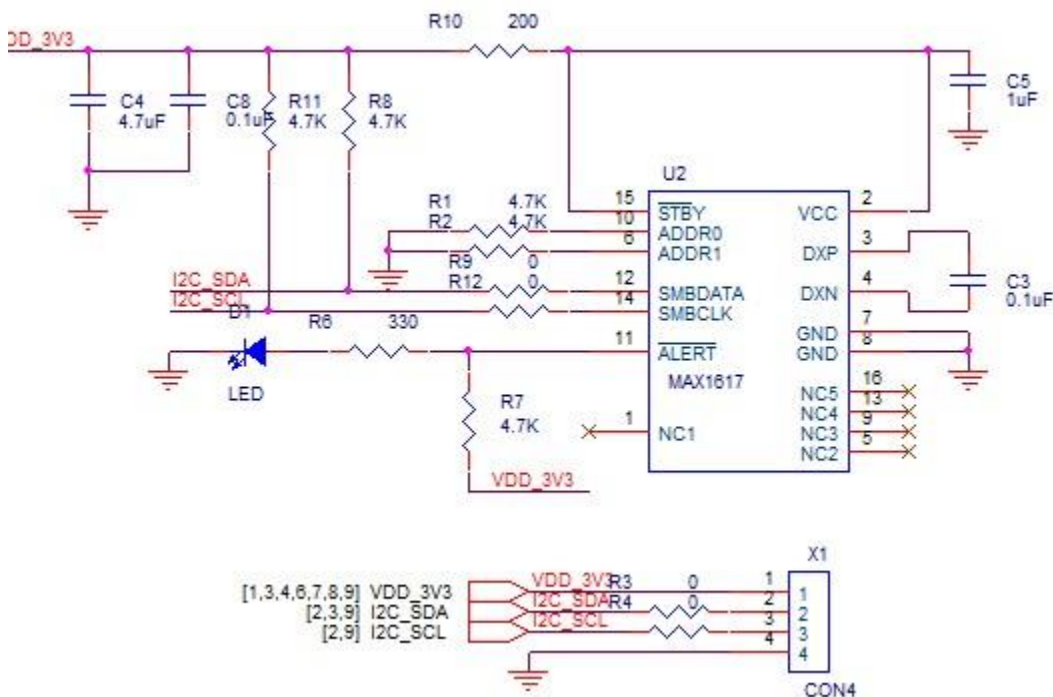 R10 200
DD_3V3
C4
4.7uF
C8
0.1uF
R11
4.7K
R8
4.7K
C5
1uF
U2
R1 4.7K
R2 4.7K
15 STBY
10 ADDR0
6 ADDR1
R9 0
R12 0
I2C_SDA
I2C_SCL
12 SMBDATA
14 SMBCLK
D1
LED
R6 330
11 ALERT
MAX1617
R7
4.7K
VDD_3V3
1 NC1
VCC 2
DXP 3
DXN 4
GND 7
GND 8
C3
0.1uF
NC5 16
NC4 13
NC3 9
NC2 5
X1
[1,3,4,6,7,8,9] VDD_3V3
[2,3,9] I2C_SDA
[2,9] I2C_SCL
VDD_3V3
I2C_SDA
I2C_SCL
R3 0
R4 0
1 1
2 2
3 3
4 4
CON4